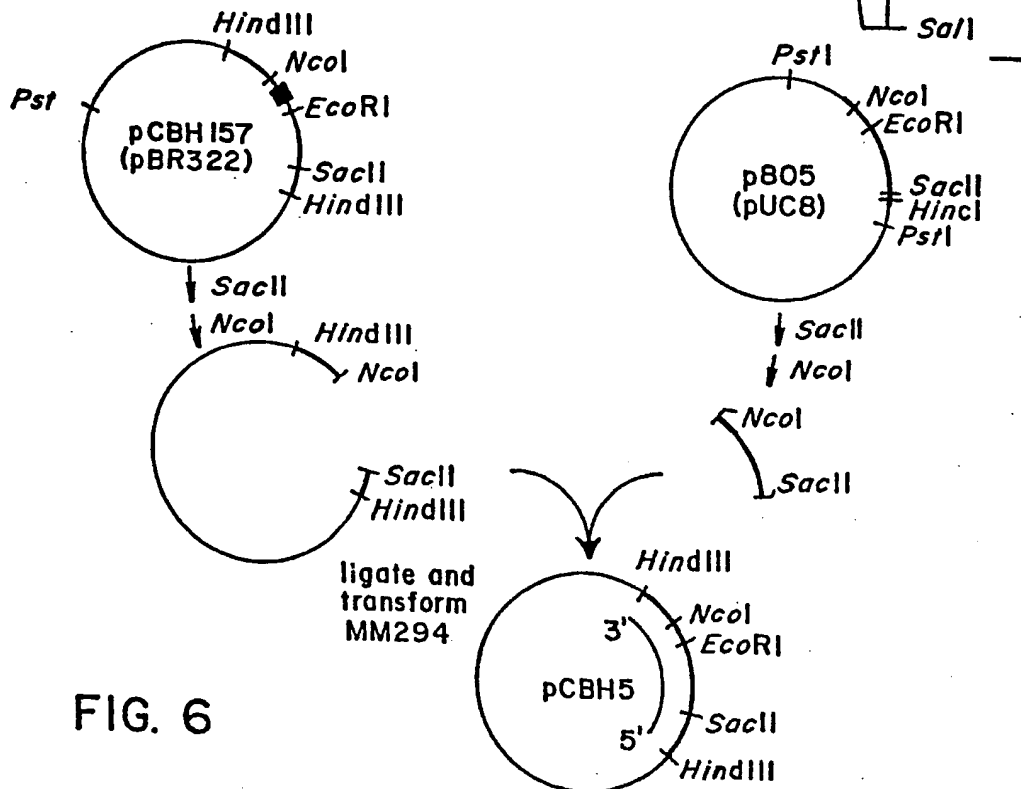 HindIII
NcoI
Pst
EcoRI
pCBH157
(pBR322)
SacII
HindIII
SacII
NcoI
HindIII
NcoI
SacII
HindIII
SalI
PstI
NcoI
EcoRI
p805
(pUC8)
SacII
HincI
PstI
SacII
NcoI
NcoI
SacII
ligate and
transform
MM294
HindIII
NcoI
EcoRI
3'
pCBH5
5'
SacII
HindIII
FIG. 6